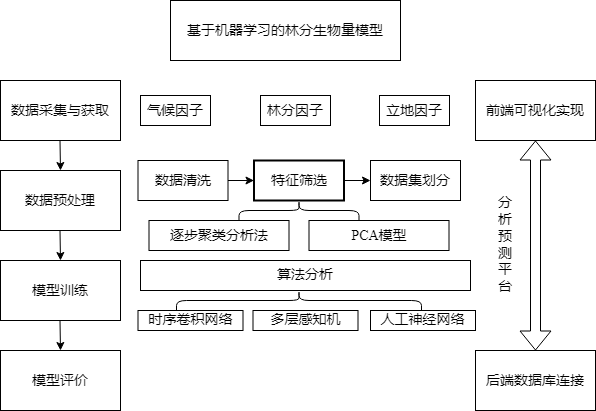 基于机器学习的林分生物量模型
数据采集与获取
气候因子
林分因子
立地因子
前端可视化实现
数据预处理
数据清洗
特征筛选
数据集划分
逐步聚类分析法
PCA模型
分析预测平台
模型训练
算法分析
时序卷积网络
多层感知机
人工神经网络
模型评价
后端数据库连接